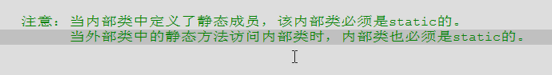 注意：当内部类中定义了静态成员，该内部类必须是static的。
当外部类中的静态方法访问内部类时，内部类也必须是static的。